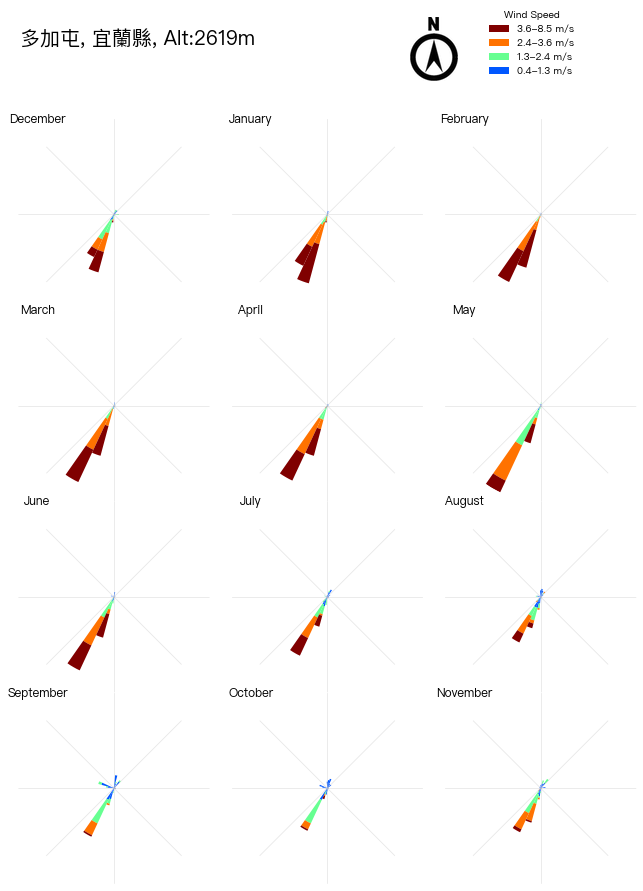 多加屯, 宜蘭縣, Alt:2619m
N
Wind Speed
3.6–8.5 m/s
2.4–3.6 m/s
1.3–2.4 m/s
0.4–1.3 m/s
December
January
February
March
April
May
June
July
August
September
October
November